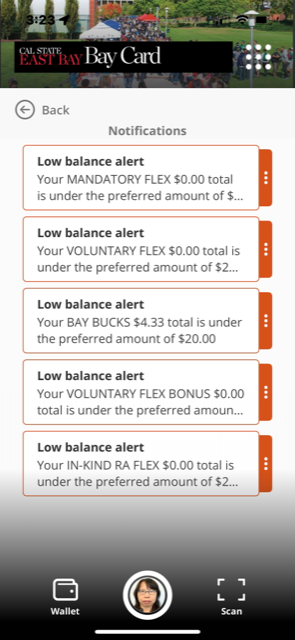 3:23
CAL STATE
EAST BAY Bay Card
Back
Notifications
Low balance alert
Your MANDATORY FLEX $0.00 total
is under the preferred amount of $...
Low balance alert
Your VOLUNTARY FLEX $0.00 total is
under the preferred amount of $2...
Low balance alert
Your BAY BUCKS $4.33 total is under
the preferred amount of $20.00
Low balance alert
Your VOLUNTARY FLEX BONUS $0.00
total is under the preferred amoun...
Low balance alert
Your IN-KIND RA FLEX $0.00 total is
under the preferred amount of $2...
Wallet
Scan